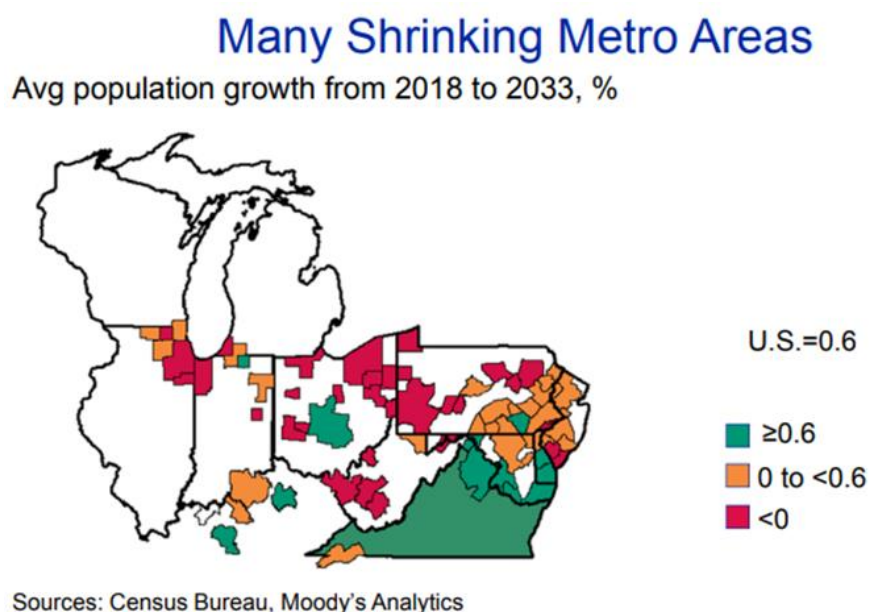 Many Shrinking Metro Areas
Avg population growth from 2018 to 2033, %
U.S.=0.6
≥0.6
0 to <0.6
<0
Sources: Census Bureau, Moody's Analytics